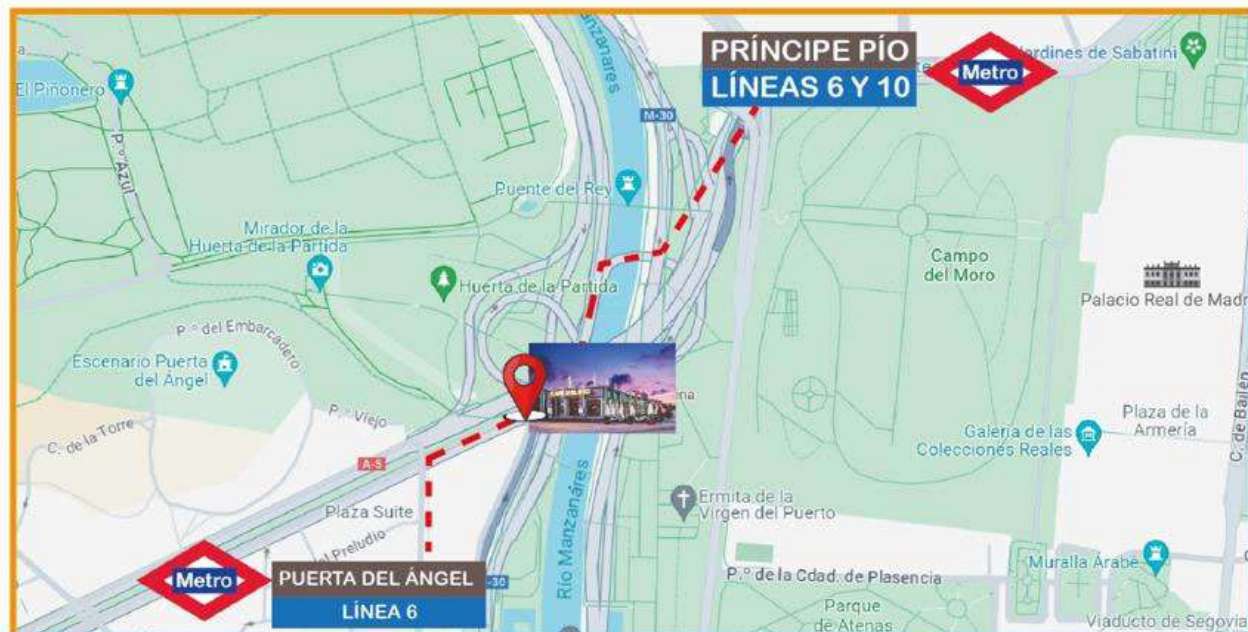 Manzanares
PRÍNCIPE PÍO
LÍNEAS 6 Y 10
Metro
Jardines de Sabatini
El Piñonero
M-30
P.º Azul
Puente del Rey
Mirador de la
Huerta de la Partida
Huerta de la Partida
Campo
del Moro
Palacio Real de Madr
P.º del Embarcadero
Escenario Puerta
del Ángel
P.º Viejo
C. de la Torre
A-5
Plaza de la
Armería
Galería de las
Colecciones Reales
C. de Bailén
Plaza Suite
Ermita de la
Virgen del Puerto
el Preludio
Río Manzanares
Metro
PUERTA DEL ÁNGEL
LÍNEA 6
-30
P.º de la Cdad. de Plasencia
Muralla Árabe
Parque
de Atenas
Viaducto de Segovia